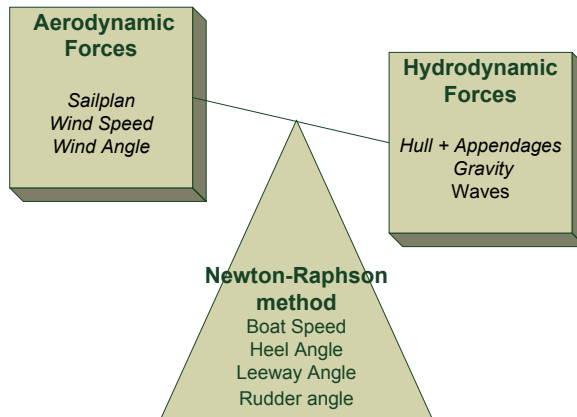 Aerodynamic
Forces
Sailplan
Wind Speed
Wind Angle
Hydrodynamic
Forces
Hull + Appendages
Gravity
Waves
Newton-Raphson
method
Boat Speed
Heel Angle
Leeway Angle
Rudder angle